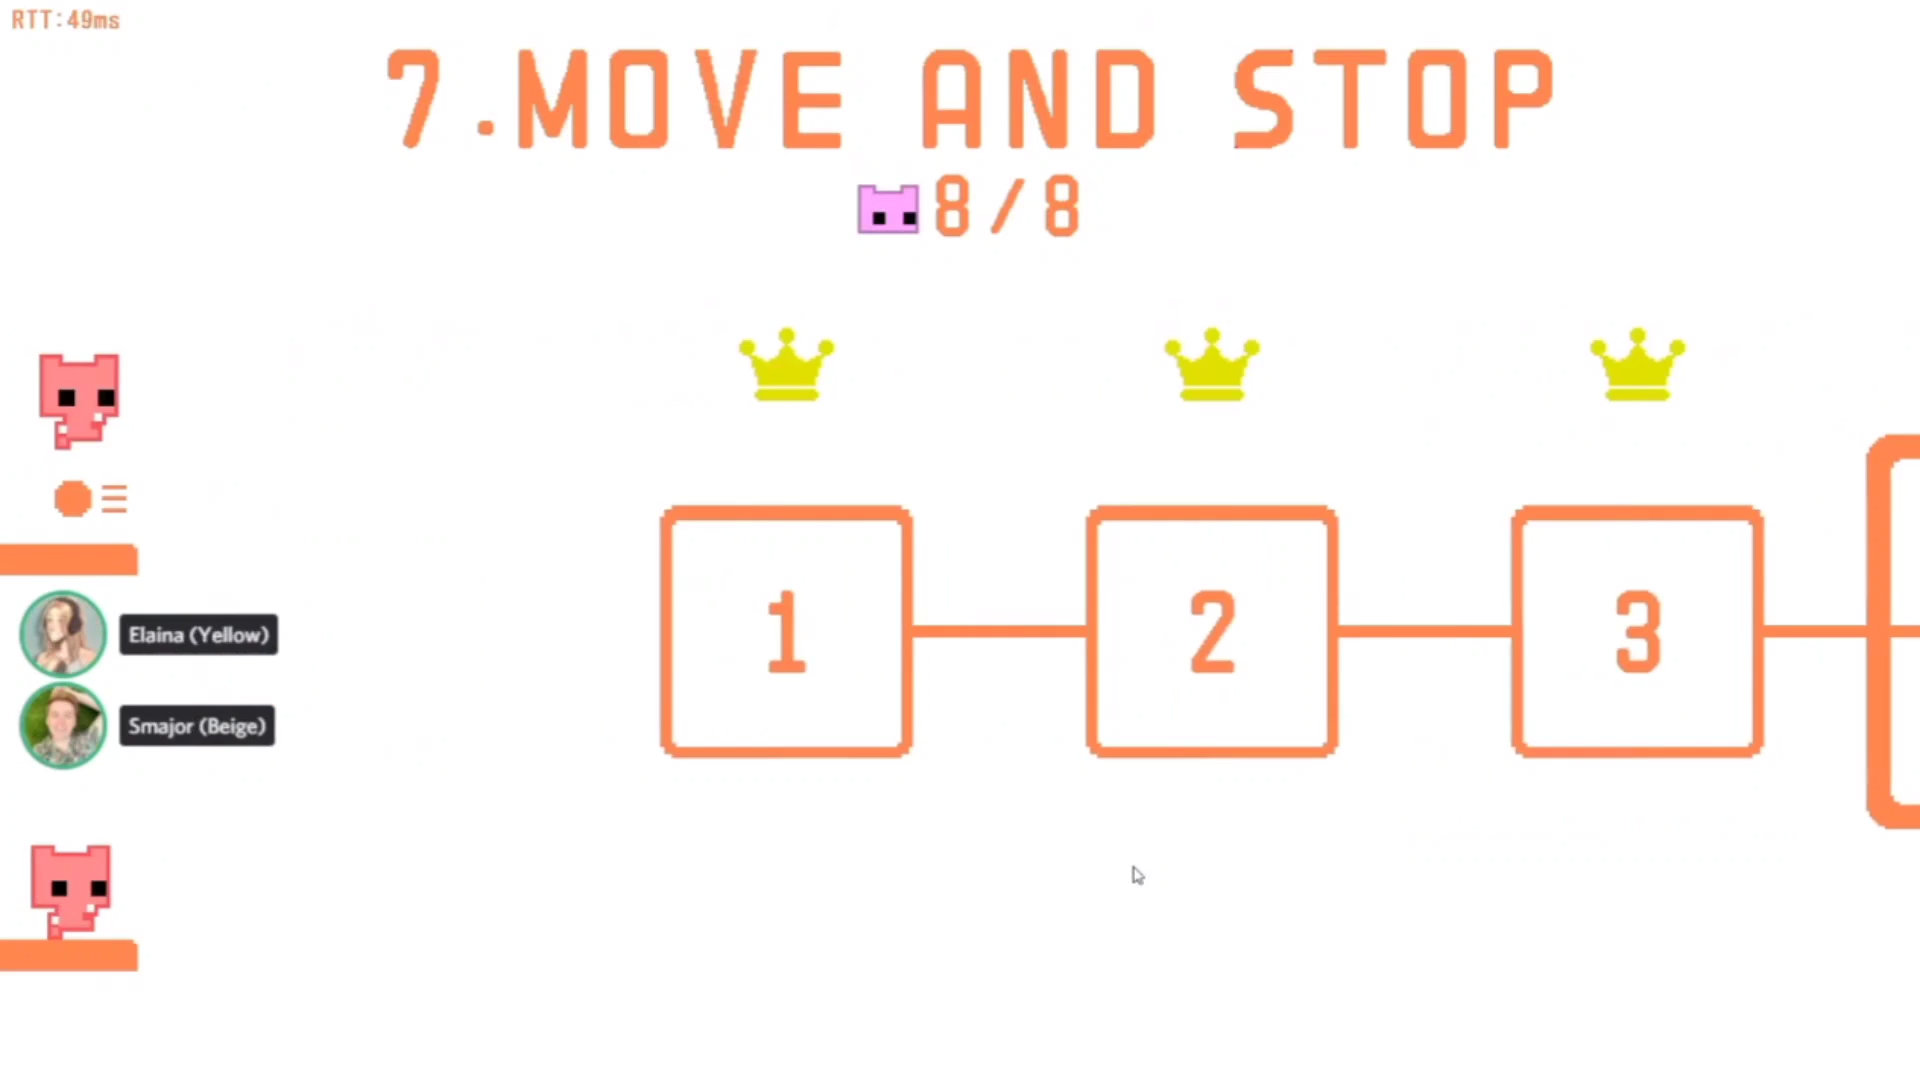 RTT:49ms
7.MOVE AND STOP
8/8
1
2
3
Elaina (Yellow)
Smajor (Beige)